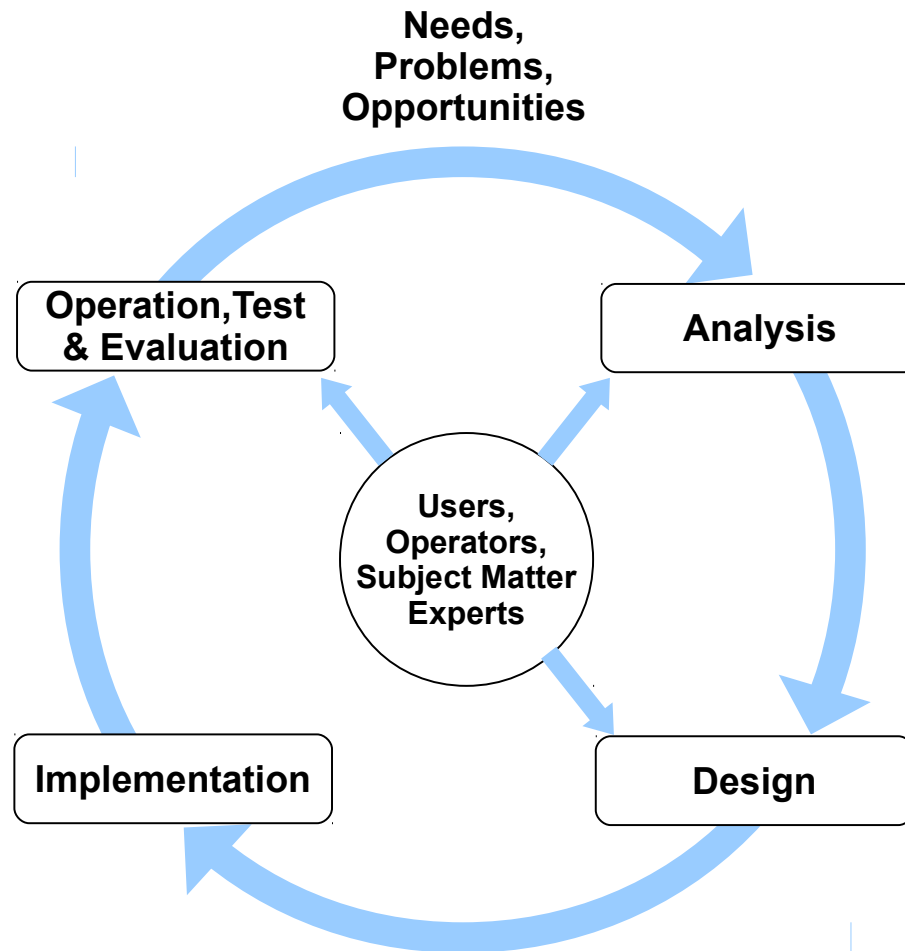 Needs,
Problems,
Opportunities
Operation,Test
& Evaluation
Analysis
Users,
Operators,
Subject Matter
Experts
Implementation
Design